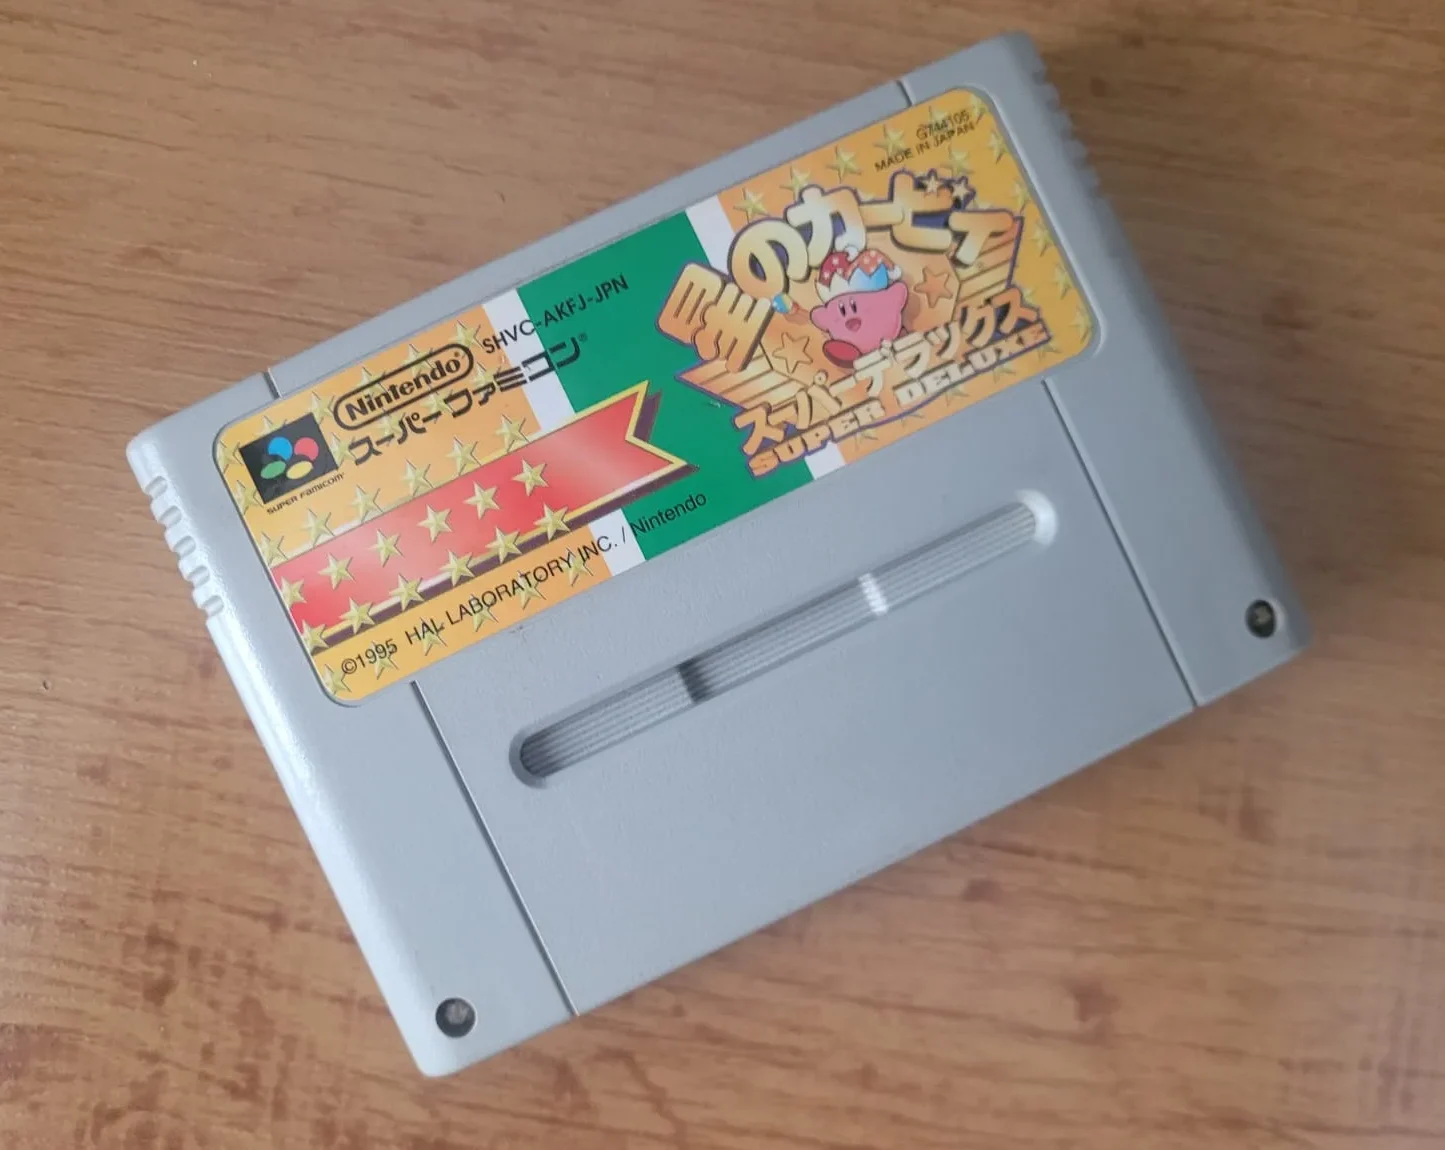 G744105
MADE IN JAPAN
SHVC-AKFJ-JPN
Nintendo®
スーパーファミコン®
SUPER FAMICOM™
星のカービィ
スーパーデラックス
SUPER DELUXE
©1995 HAL LABORATORY INC. / Nintendo